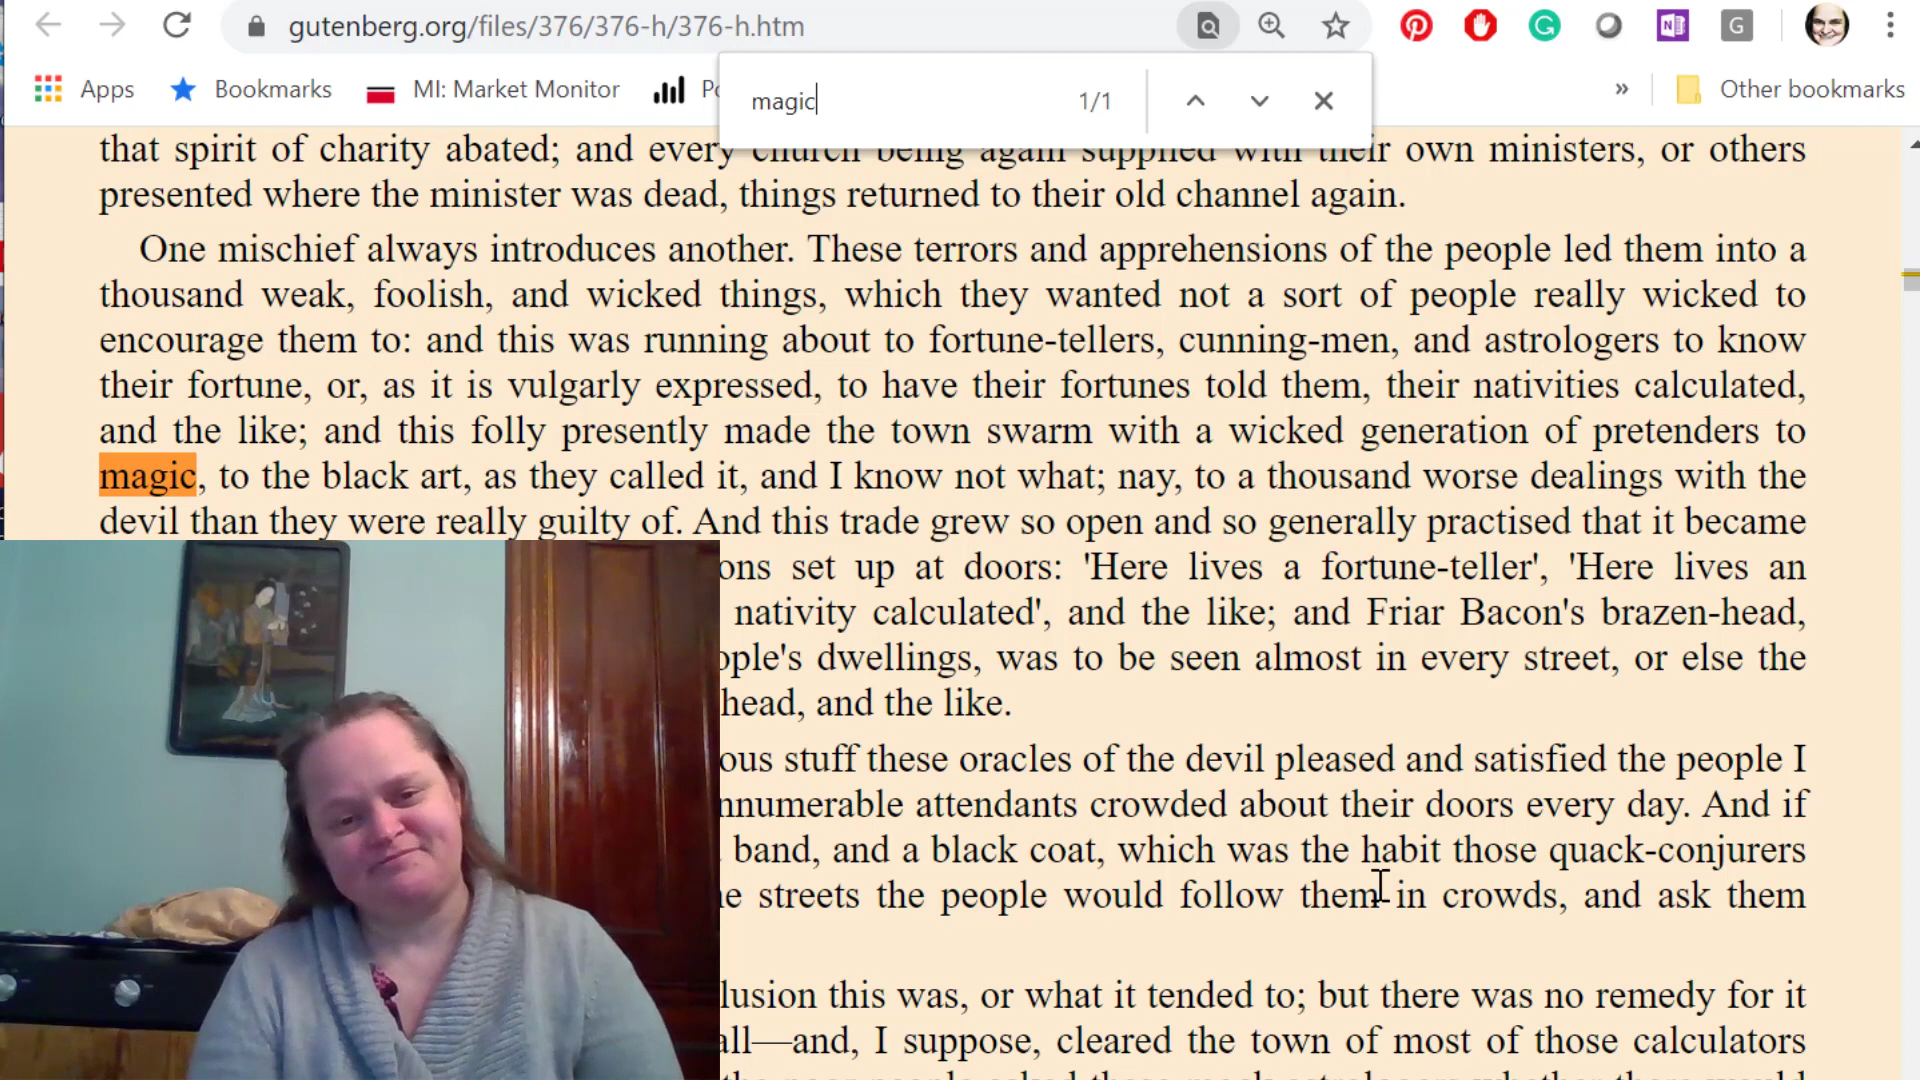 gutenberg.org/files/376/376-h/376-h.htm
G
Apps
Bookmarks
MI: Market Monitor
»
Other bookmarks
magic
1/1
that spirit of charity abated; and every church being again supplied with their own ministers, or others
presented where the minister was dead, things returned to their old channel again.
One mischief always introduces another. These terrors and apprehensions of the people led them into a
thousand weak, foolish, and wicked things, which they wanted not a sort of people really wicked to
encourage them to: and this was running about to fortune-tellers, cunning-men, and astrologers to know
their fortune, or, as it is vulgarly expressed, to have their fortunes told them, their nativities calculated,
and the like; and this folly presently made the town swarm with a wicked generation of pretenders to
magic, to the black art, as they called it, and I know not what; nay, to a thousand worse dealings with the
devil than they were really guilty of. And this trade grew so open and so generally practised that it became
ons set up at doors: 'Here lives a fortune-teller', 'Here lives an
nativity calculated', and the like; and Friar Bacon's brazen-head,
ople's dwellings, was to be seen almost in every street, or else the
head, and the like.
ous stuff these oracles of the devil pleased and satisfied the people I
nnumerable attendants crowded about their doors every day. And if
band, and a black coat, which was the habit those quack-conjurers
streets the people would follow them in crowds, and ask them
lusion this was, or what it tended to; but there was no remedy for it
all—and, I suppose, cleared the town of most of those calculators